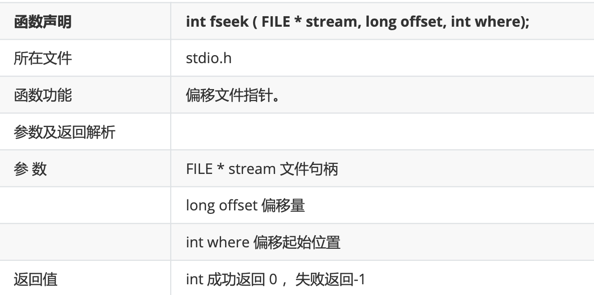 函数声明 int fseek ( FILE * stream, long offset, int where);
所在文件 stdio.h
函数功能 偏移文件指针。
参数及返回解析
参 数 FILE * stream 文件句柄
long offset 偏移量
int where 偏移起始位置
返回值 int 成功返回 0 ，失败返回-1